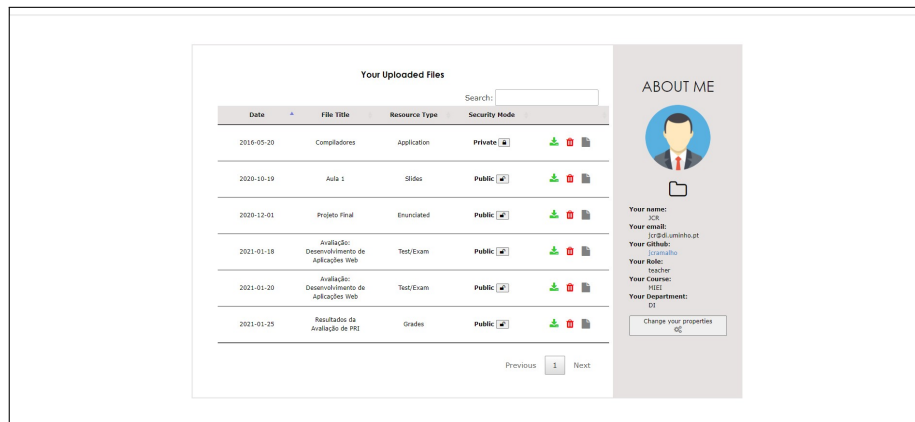 Your Uploaded Files
Search:
Date File Title Resource Type Security Mode
2016-05-20 Compiladores Application Private
2020-10-19 Aula 1 Slides Public
2020-12-01 Projeto Final Enunciated Public
2021-01-18 Avaliação: Desenvolvimento de Aplicações Web Test/Exam Public
2021-01-20 Avaliação: Desenvolvimento de Aplicações Web Test/Exam Public
2021-01-25 Resultados da Avaliação de PRI Grades Public
Previous 1 Next
ABOUT ME
Your name:
JCR
Your email:
jcr@di.uminho.pt
Your Github:
jcramalho
Your Role:
teacher
Your Course:
MIEI
Your Department:
DI
Change your properties